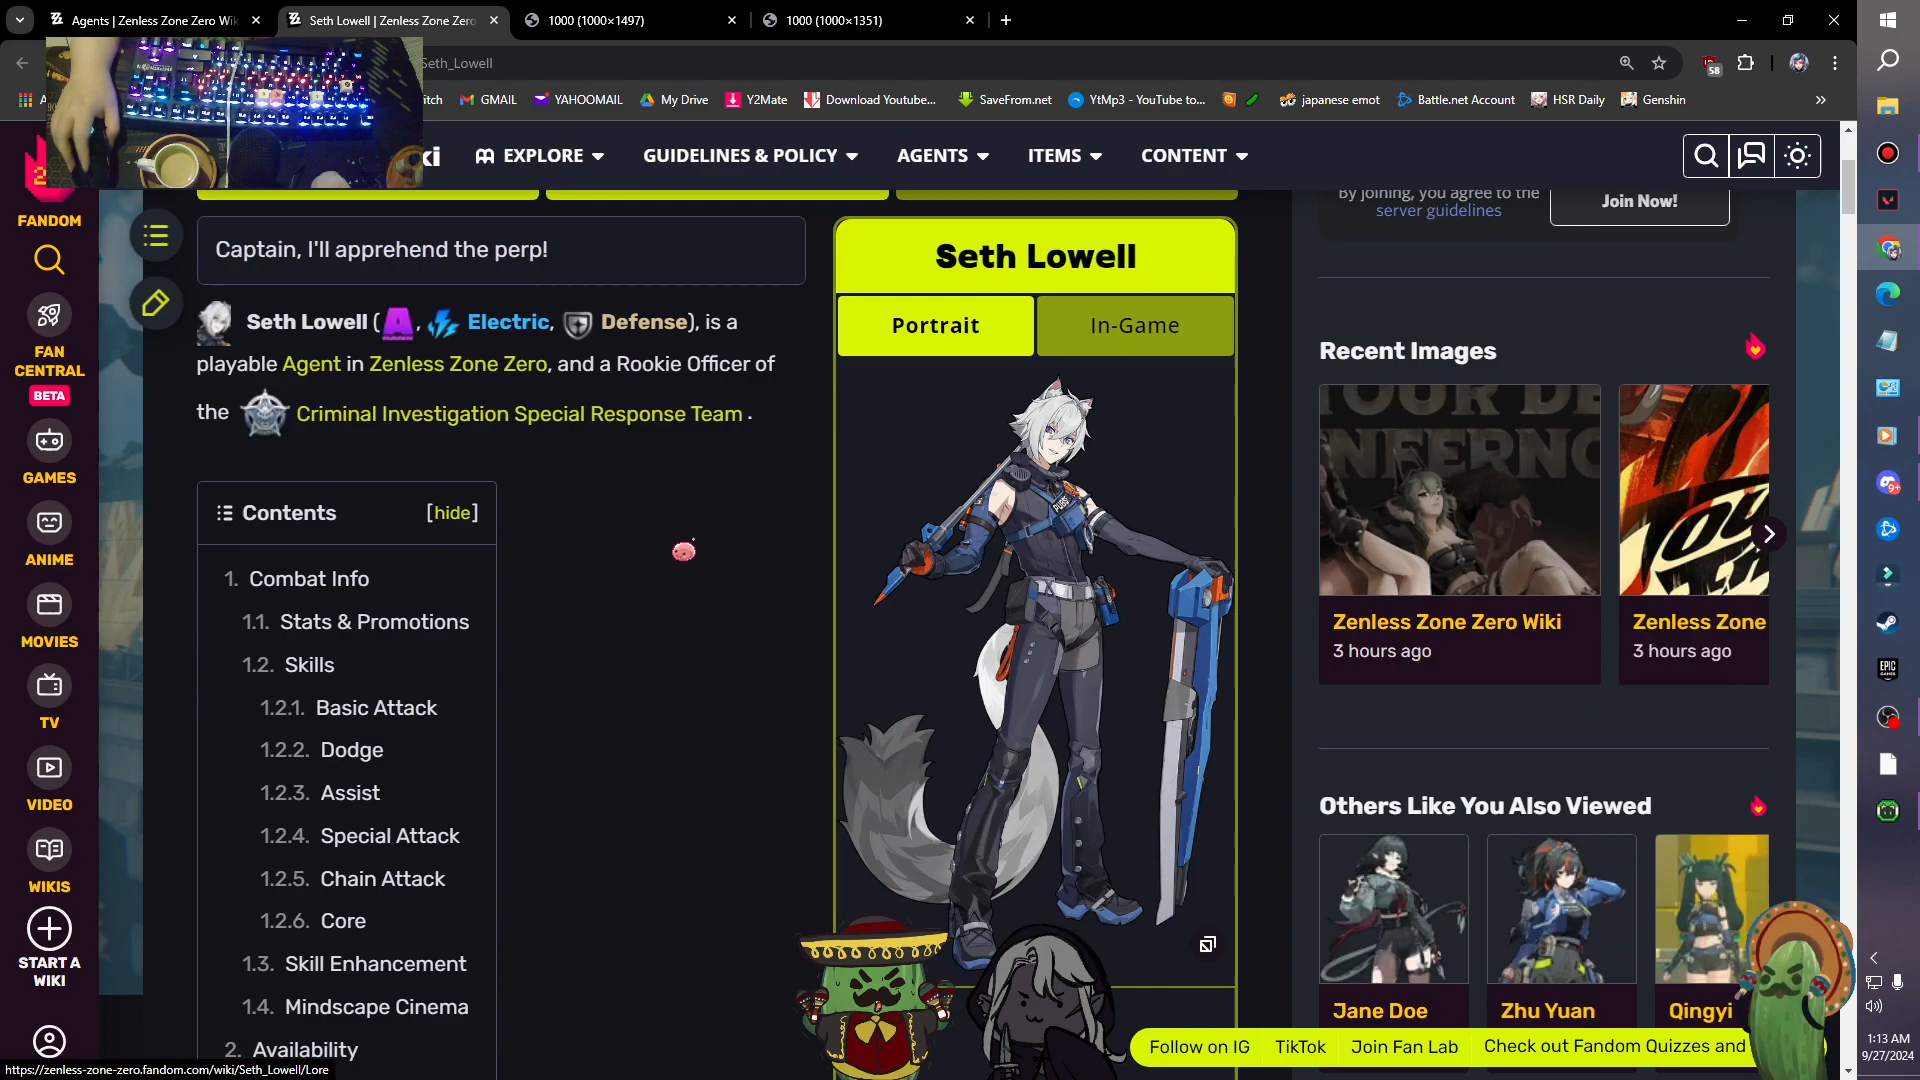 Agents | Zenless Zone Zero Wi
Seth Lowell | Zenless Zone Zero
1000 (1000×1497)
1000 (1000×1351)
Seth_Lowell
58
itch
GMAIL
YAHOOMAIL
My Drive
Y2Mate
Download Youtube...
SaveFrom.net
YtMp3 - YouTube to...
japanese emot
Battle.net Account
HSR Daily
Genshin
ki
EXPLORE
GUIDELINES & POLICY
AGENTS
ITEMS
CONTENT
FANDOM
FAN CENTRAL
BETA
GAMES
ANIME
MOVIES
TV
VIDEO
WIKIS
START A WIKI
Captain, I'll apprehend the perp!
Seth Lowell ( , Electric, Defense), is a
playable Agent in Zenless Zone Zero, and a Rookie Officer of
the Criminal Investigation Special Response Team .
Contents [hide]
1. Combat Info
1.1. Stats & Promotions
1.2. Skills
1.2.1. Basic Attack
1.2.2. Dodge
1.2.3. Assist
1.2.4. Special Attack
1.2.5. Chain Attack
1.2.6. Core
1.3. Skill Enhancement
1.4. Mindscape Cinema
2. Availability
Seth Lowell
Portrait
In-Game
PUBS
By joining, you agree to the
server guidelines
Join Now!
Recent Images
TOUR DE
INFERNO
Zenless Zone Zero Wiki
3 hours ago
Zenless Zone
3 hours ago
Others Like You Also Viewed
Jane Doe
Zhu Yuan
Qingyi
Follow on IG
TikTok
Join Fan Lab
Check out Fandom Quizzes and
https://zenless-zone-zero.fandom.com/wiki/Seth_Lowell/Lore
EPIC
GAMES
9+
1:13 AM
9/27/2024